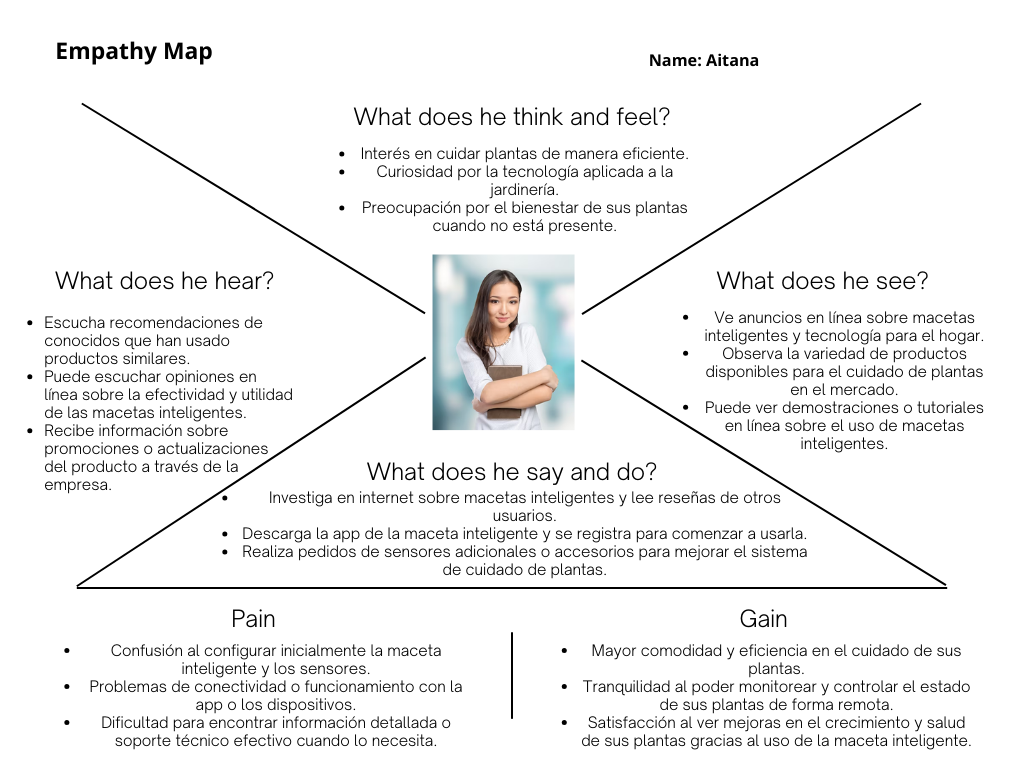 Empathy Map
Name: Aitana
What does he think and feel?
• Interés en cuidar plantas de manera eficiente.
• Curiosidad por la tecnología aplicada a la
jardinería.
• Preocupación por el bienestar de sus plantas
cuando no está presente.
What does he hear?
• Escucha recomendaciones de
conocidos que han usado
productos similares.
• Puede escuchar opiniones en
línea sobre la efectividad y utilidad
de las macetas inteligentes.
• Recibe información sobre
promociones o actualizaciones
del producto a través de la
empresa.
What does he see?
• Ve anuncios en línea sobre macetas
inteligentes y tecnología para el hogar.
• Observa la variedad de productos
disponibles para el cuidado de plantas
en el mercado.
• Puede ver demostraciones o tutoriales
en línea sobre el uso de macetas
inteligentes.
What does he say and do?
• Investiga en internet sobre macetas inteligentes y lee reseñas de otros
usuarios.
• Descarga la app de la maceta inteligente y se registra para comenzar a usarla.
• Realiza pedidos de sensores adicionales o accesorios para mejorar el sistema
de cuidado de plantas.
Pain
• Confusión al configurar inicialmente la maceta
inteligente y los sensores.
• Problemas de conectividad o funcionamiento con la
app o los dispositivos.
• Dificultad para encontrar información detallada o
soporte técnico efectivo cuando lo necesita.
Gain
• Mayor comodidad y eficiencia en el cuidado de sus
plantas.
• Tranquilidad al poder monitorear y controlar el estado
de sus plantas de forma remota.
• Satisfacción al ver mejoras en el crecimiento y salud
de sus plantas gracias al uso de la maceta inteligente.